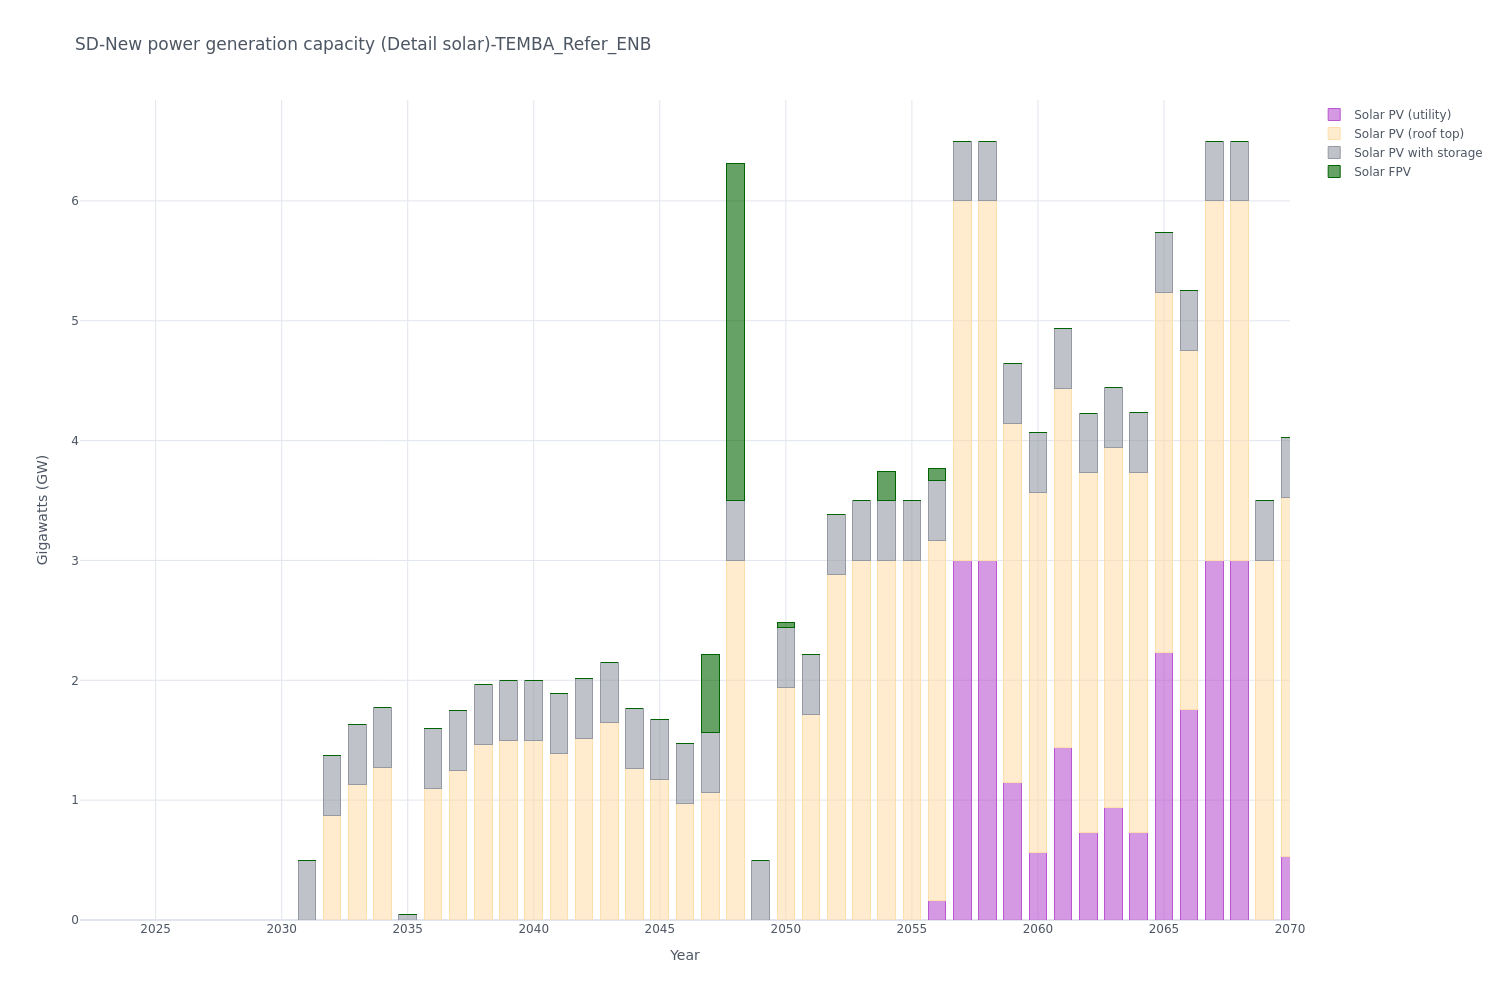 SD-New power generation capacity (Detail solar)-TEMBA_Refer_ENB
Solar PV (utility)
Solar PV (roof top)
Solar PV with storage
Solar FPV
6
5
4
3
2
1
0
Gigawatts (GW)
2025
2030
2035
2040
2045
2050
2055
2060
2065
2070
Year